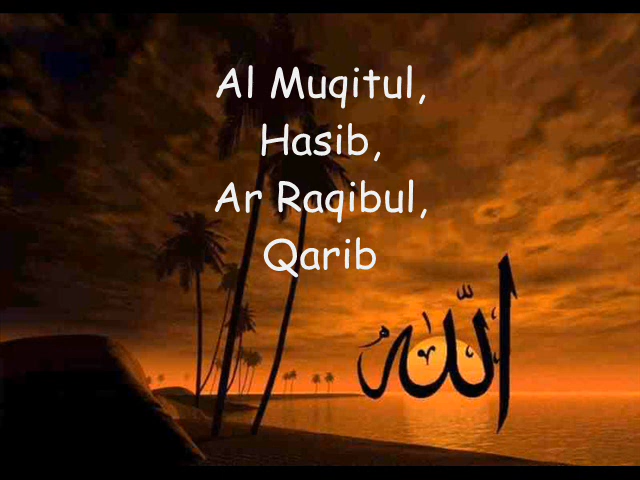 Al Muqitul,
Hasib,
Ar Raqibul,
Qarib
الله